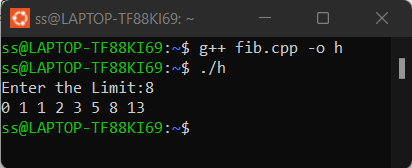 ss@LAPTOP-TF88KI69: ~
ss@LAPTOP-TF88KI69:~$ g++ fib.cpp -o h
ss@LAPTOP-TF88KI69:~$ ./h
Enter the Limit:8
0 1 1 2 3 5 8 13
ss@LAPTOP-TF88KI69:~$